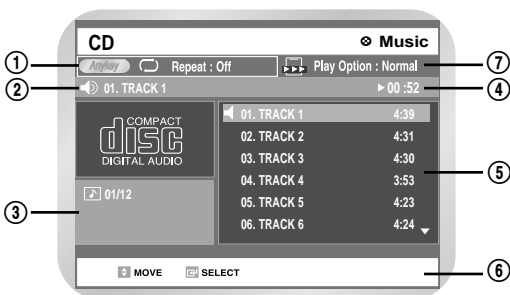 CD Music
① Anykey Repeat : Off Play Option : Normal ⑦
② 01. TRACK 1 00 :52 ④
COMPACT
disc
DIGITAL AUDIO
01. TRACK 1 4:39
02. TRACK 2 4:31
03. TRACK 3 4:30
04. TRACK 4 3:53
05. TRACK 5 4:23
06. TRACK 6 4:24
⑤
③ 01/12
MOVE SELECT ⑥